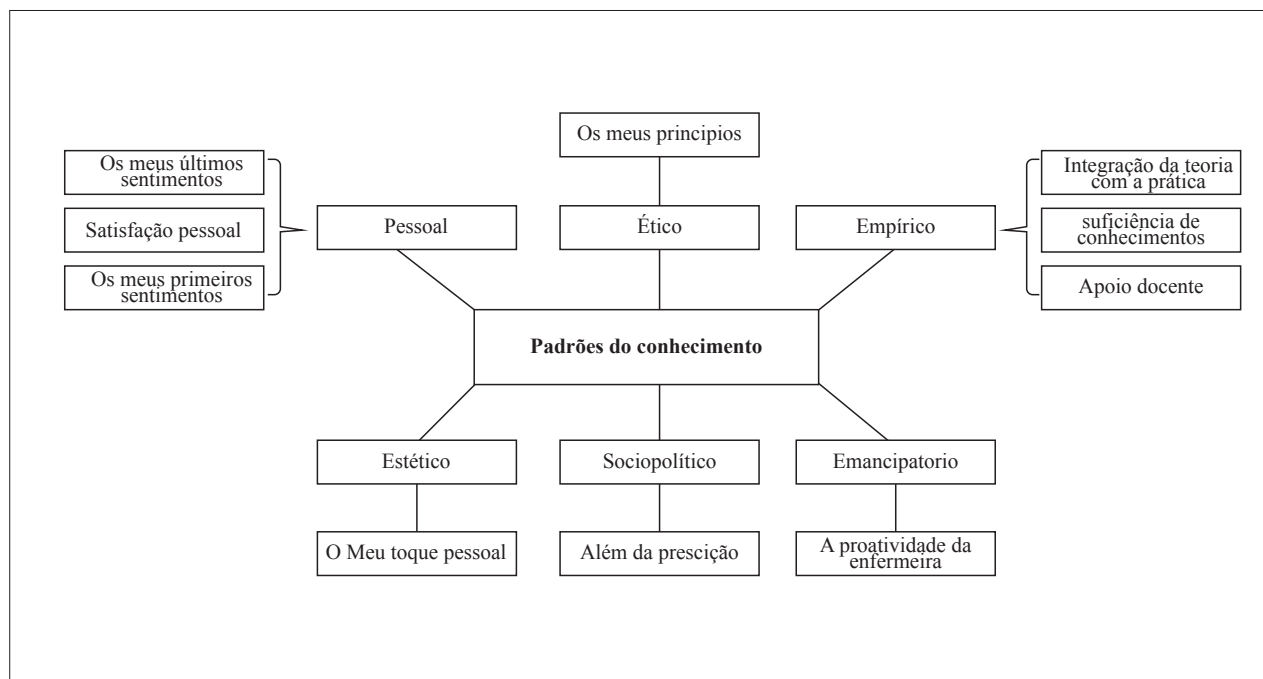 Os meus principios
Os meus últimos
sentimentos
Satisfação pessoal
Os meus primeiros
sentimentos
Pessoal
Ético
Empírico
Integração da teoria
com a prática
suficiência de
conhecimentos
Apoio docente
Padrões do conhecimento
Estético
Sociopolítico
Emancipatorio
O Meu toque pessoal
Além da prescição
A proatividade da
enfermeira